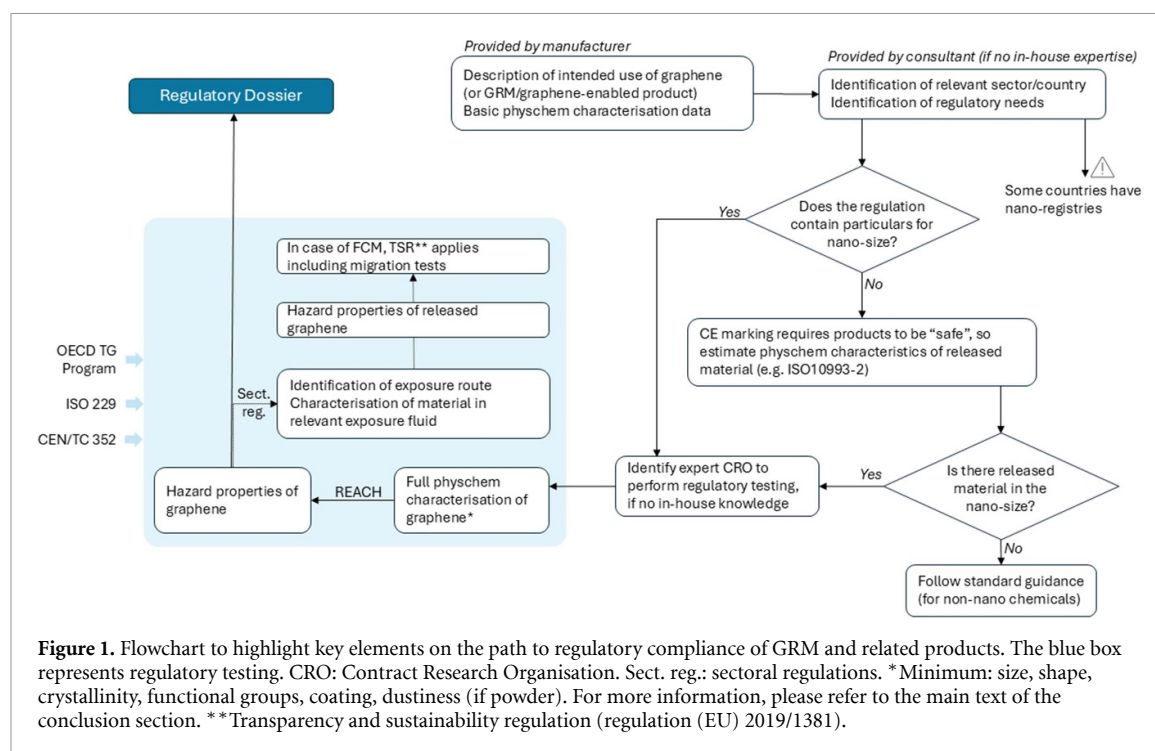 Provided by manufacturer
Description of intended use of graphene
(or GRM/graphene-enabled product)
Basic physchem characterisation data
Provided by consultant (if no in-house expertise)
Identification of relevant sector/country
Identification of regulatory needs
Some countries have
nano-registries
Does the regulation
contain particulars for
nano-size?
Yes
No
CE marking requires products to be “safe”, so
estimate physchem characteristics of released
material (e.g. ISO10993-2)
Is there released
material in the
nano-size?
Yes
No
Follow standard guidance
(for non-nano chemicals)
Identify expert CRO to
perform regulatory testing,
if no in-house knowledge
Full physchem
characterisation of
graphene*
REACH
Hazard properties of
graphene
Sect.
reg.
Identification of exposure route
Characterisation of material in
relevant exposure fluid
Hazard properties of released
graphene
In case of FCM, TSR** applies
including migration tests
OECD TG
Program
ISO 229
CEN/TC 352
Regulatory Dossier
Figure 1. Flowchart to highlight key elements on the path to regulatory compliance of GRM and related products. The blue box
represents regulatory testing. CRO: Contract Research Organisation. Sect. reg.: sectoral regulations. *Minimum: size, shape,
crystallinity, functional groups, coating, dustiness (if powder). For more information, please refer to the main text of the
conclusion section. **Transparency and sustainability regulation (regulation (EU) 2019/1381).